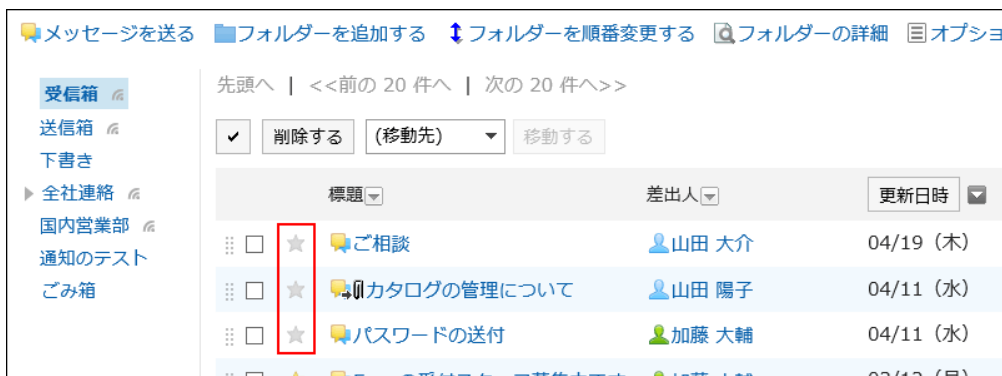 メッセージを送る フォルダーを追加する フォルダーを順番変更する フォルダーの詳細 オプショ
先頭へ | <<前の 20 件へ | 次の 20 件へ>>
受信箱
送信箱
下書き
全社連絡
国内営業部
通知のテスト
ごみ箱
削除する (移動先) 移動する
標題 差出人 更新日時
ご相談 山田 大介 04/19（木）
カタログの管理について 山田 陽子 04/11（水）
パスワードの送付 加藤 大輔 04/11（水）